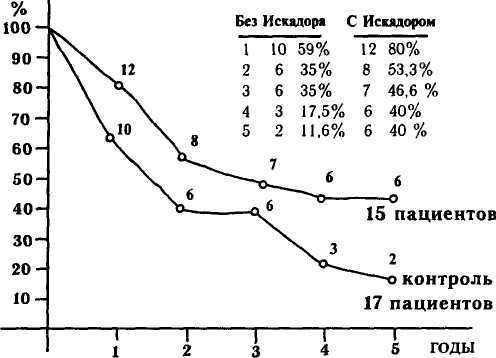 %
Без Искадора С Искадором
1 10 59% 12 80%
2 6 35% 8 53,3%
3 6 35% 7 46,6 %
4 3 17,5% 6 40%
5 2 11,6% 6 40 %
100
90
80
70
60
50
40
30
20
10
12
10
8
6
7
6
6
6
15 пациентов
3
2
контроль
17 пациентов
1 2 3 4 5 ГОДЫ